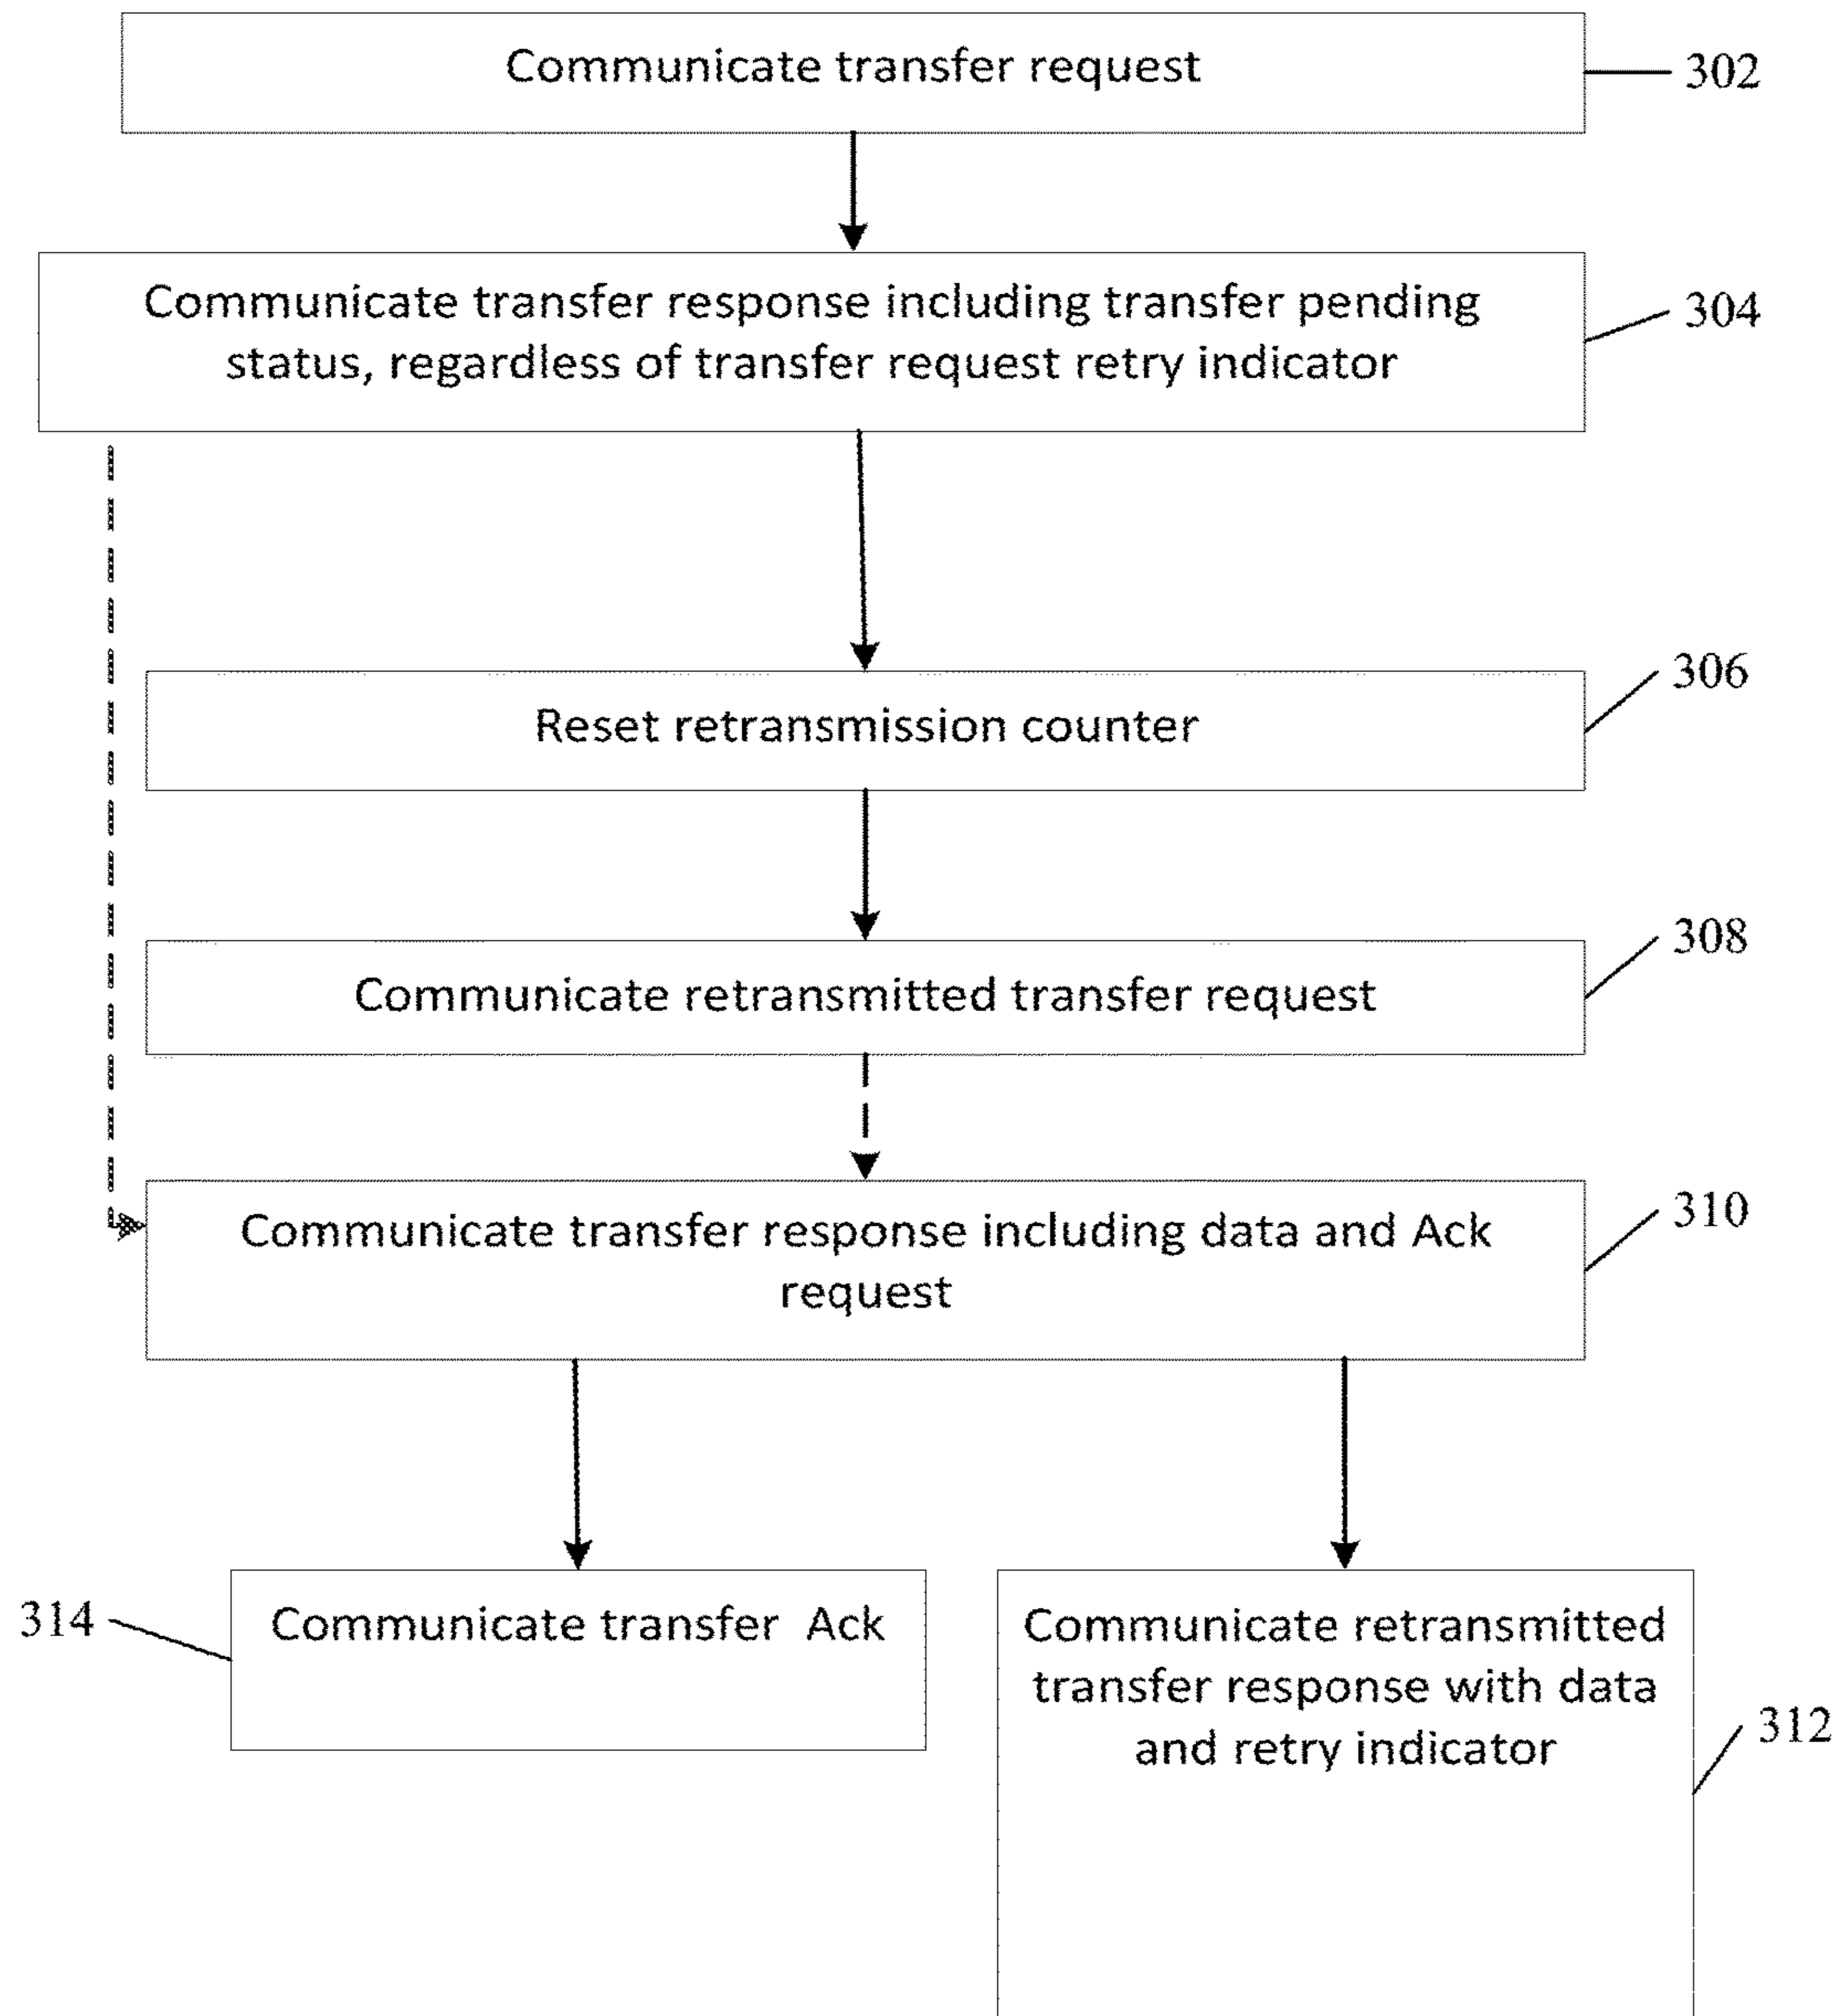 Communicate transfer request
302
Communicate transfer response including transfer pending
status, regardless of transfer request retry indicator
304
306
Reset retransmission counter
308
Communicate retransmitted transfer request
310
Communicate transfer response including data and Ack
request
314
Communicate transfer Ack
Communicate retransmitted
transfer response with data
and retry indicator
312